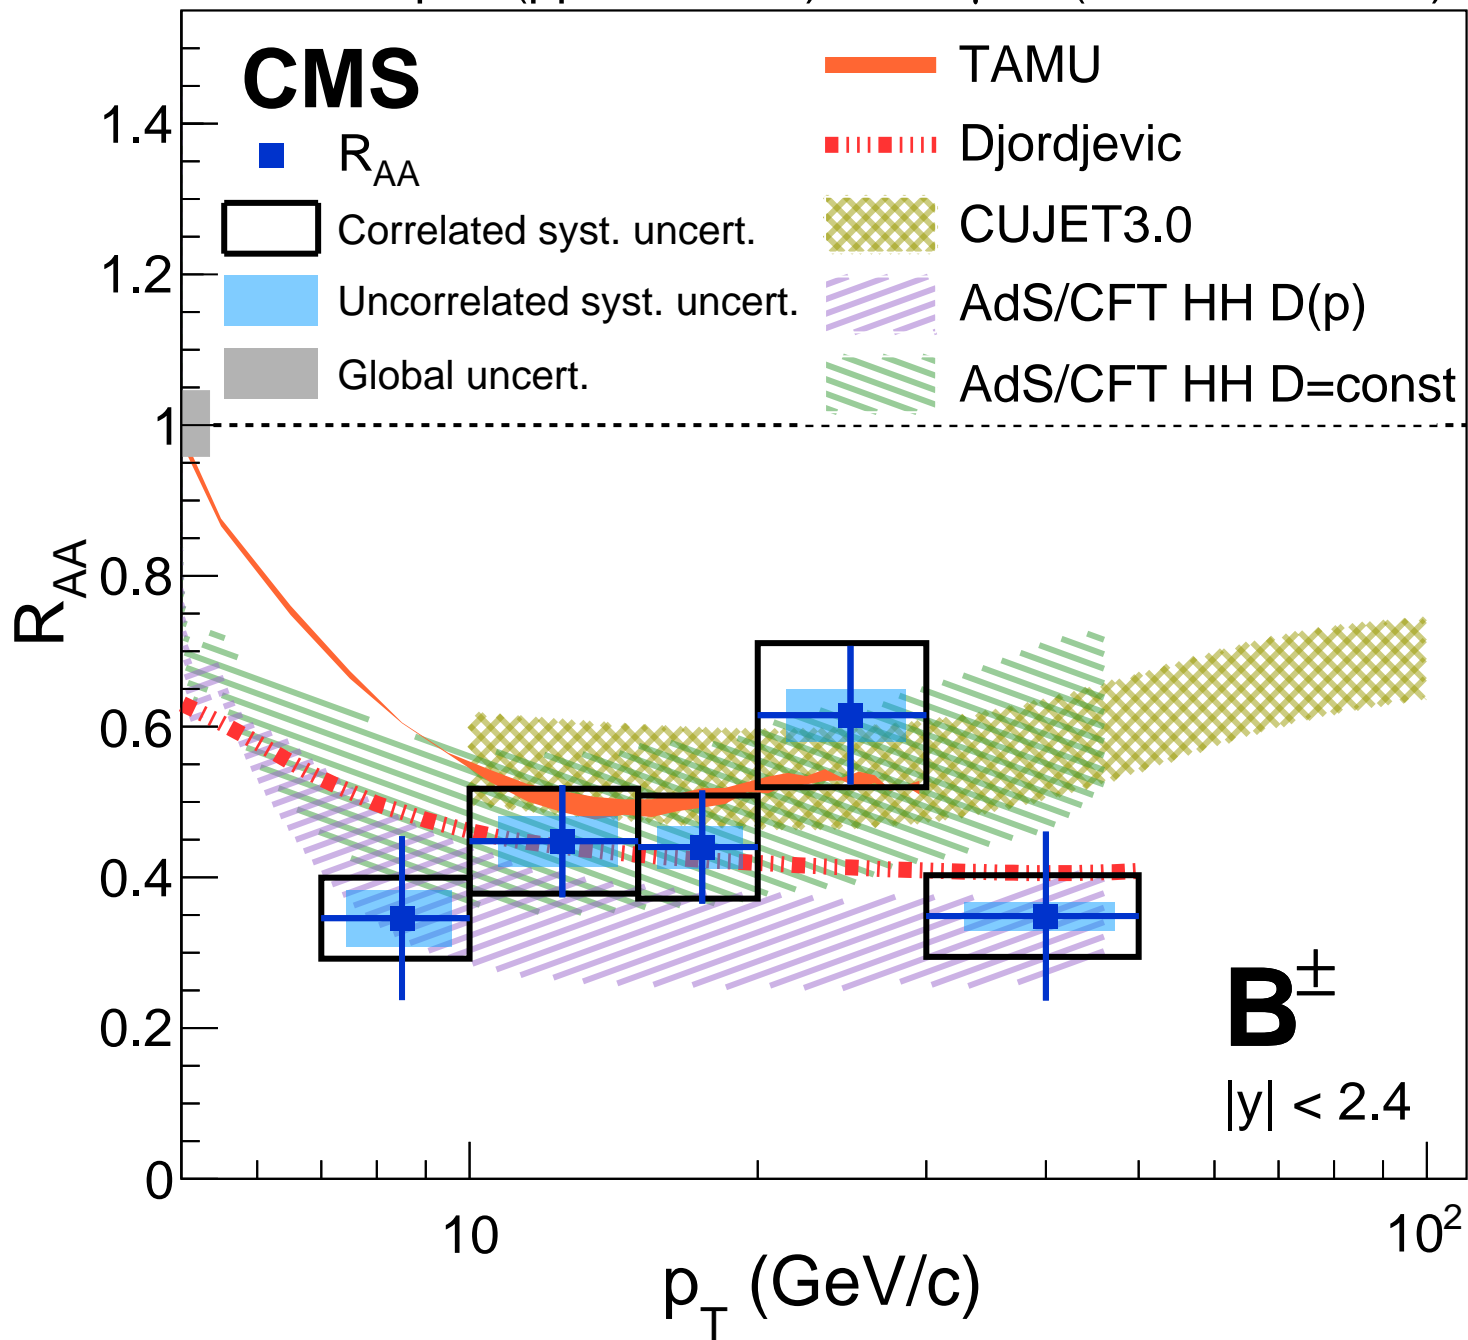 CMS
R_AA
Correlated syst. uncert.
Uncorrelated syst. uncert.
Global uncert.
TAMU
Djordjevic
CUJET3.0
AdS/CFT HH D(p)
AdS/CFT HH D=const
R_AA
1.4
1.2
1
0.8
0.6
0.4
0.2
0
B^±
|y| < 2.4
10
10²
p_T (GeV/c)